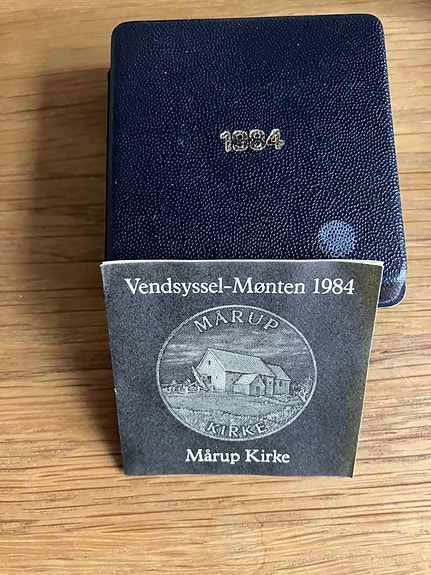 1984
Vendsyssel-Mønten 1984
MÅRUP
KIRKE
Mårup Kirke